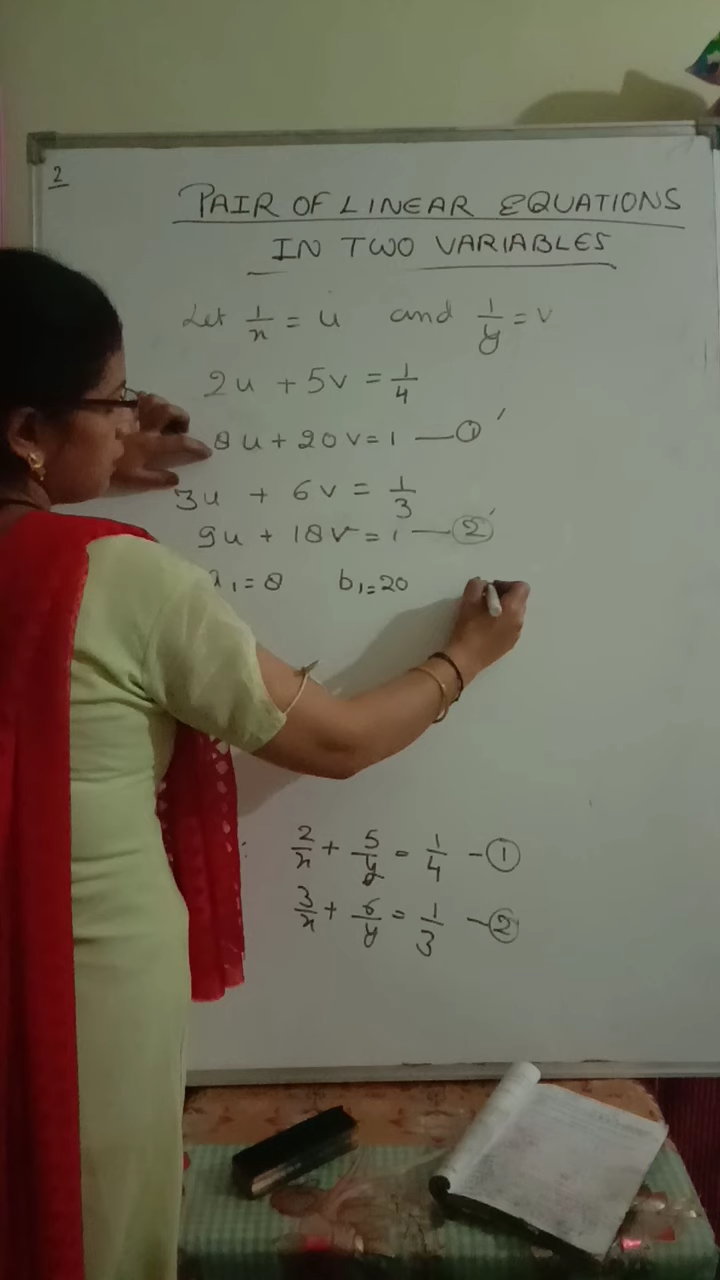 2
PAIR OF LINEAR EQUATIONS
IN TWO VARIABLES
Let 1/x = u and 1/y = v
2u + 5v = 1/4
8u + 20v = 1 — ①'
3u + 6v = 1/3
9u + 18v = 1 — ②'
a₁ = 8 b₁ = 20
2/x + 5/y = 1/4 – ①
3/x + 6/y = 1/3 – ②